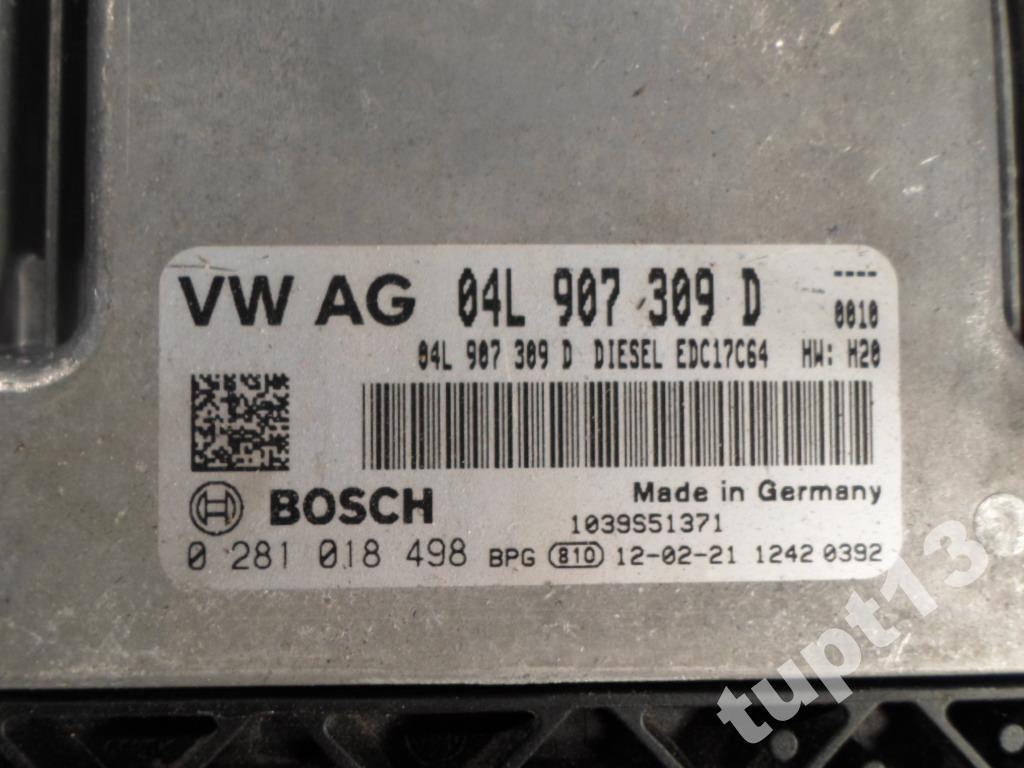 VW AG 04L 907 309 D ----
0010
04L 907 309 D DIESEL EDC17C64 HW: H20
BOSCH Made in Germany
1039S51371
0 281 018 498 BPG 810 12-02-21 1242 0392
tupt13